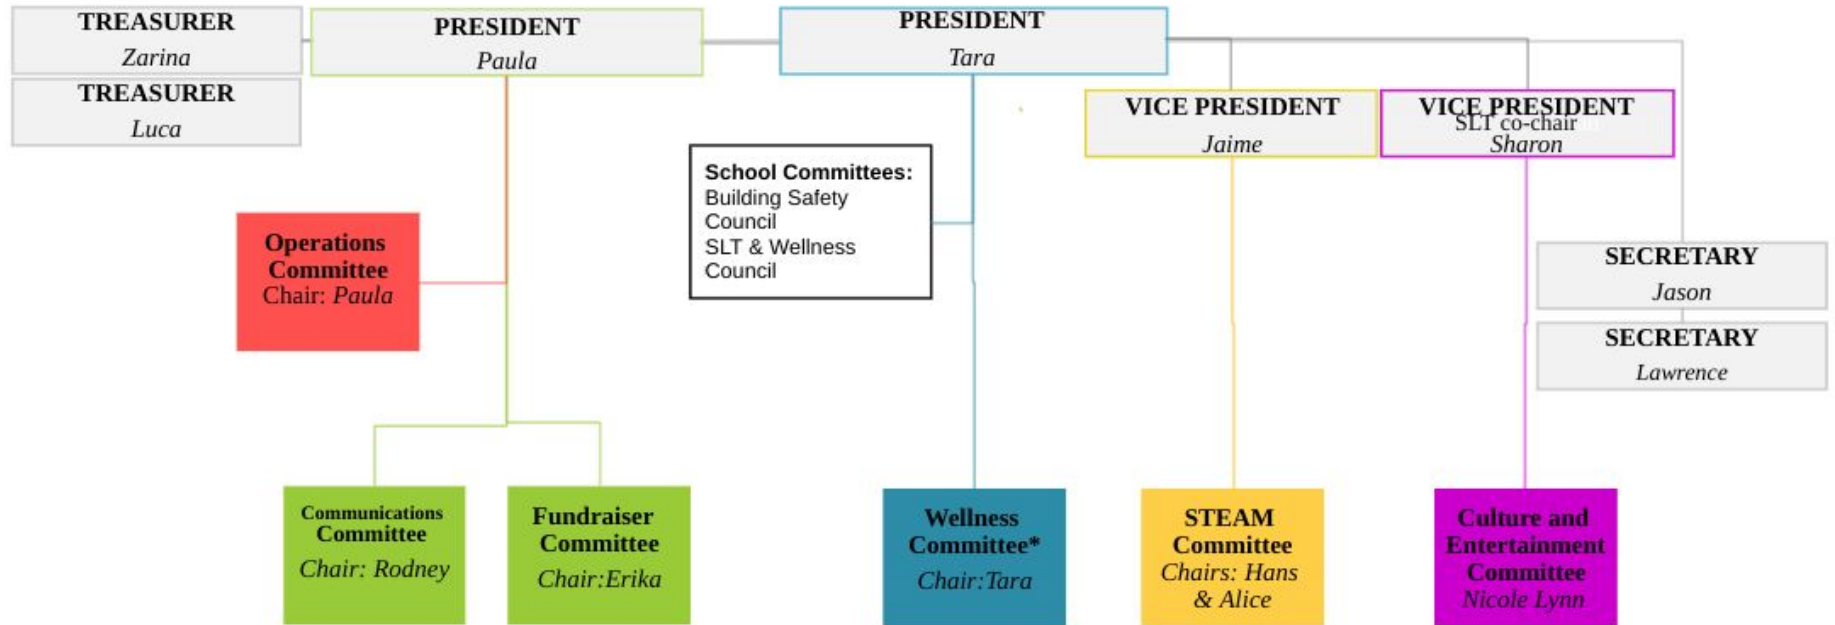 TREASURER
Zarina
TREASURER
Luca
PRESIDENT
Paula
PRESIDENT
Tara
VICE PRESIDENT
Jaime
VICE PRESIDENT
SLT co-chair
Sharon
School Committees:
Building Safety
Council
SLT & Wellness
Council
Operations
Committee
Chair: Paula
SECRETARY
Jason
SECRETARY
Lawrence
Communications
Committee
Chair: Rodney
Fundraiser
Committee
Chair:Erika
Wellness
Committee*
Chair:Tara
STEAM
Committee
Chairs: Hans
& Alice
Culture and
Entertainment
Committee
Nicole Lynn